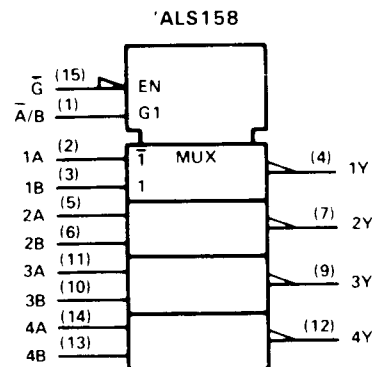 'ALS158
G̅ (15) EN
A̅/B (1) G1
MUX
1A (2) 1̅ (4) 1Y
1B (3) 1
2A (5) (7) 2Y
2B (6)
3A (11) (9) 3Y
3B (10)
4A (14) (12) 4Y
4B (13)